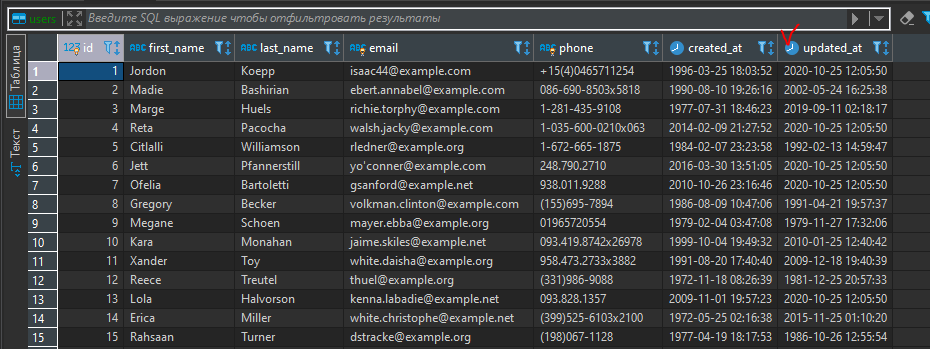 users Введите SQL выражение чтобы отфильтровать результаты
Таблица
Текст
123 id ABC first_name ABC last_name ABC email ABC phone created_at updated_at
1 1 Jordon Koepp isaac44@example.com +15(4)0465711254 1996-03-25 18:03:52 2020-10-25 12:05:50
2 2 Madie Bashirian ebert.annabel@example.com 086-690-8503x5818 1990-08-10 19:26:16 2002-05-24 16:25:38
3 3 Marge Huels richie.torphy@example.com 1-281-435-9108 1977-07-31 18:46:23 2019-09-11 02:18:17
4 4 Reta Pacocha walsh.jacky@example.com 1-035-600-0210x063 2014-02-09 21:27:52 2020-10-25 12:05:50
5 5 Citlalli Williamson rledner@example.org 1-672-665-1875 1984-02-07 23:23:58 1992-02-13 14:59:47
6 6 Jett Pfannerstill yo'conner@example.com 248.790.2710 2016-03-30 13:51:05 2020-10-25 12:05:50
7 7 Ofelia Bartoletti gsanford@example.net 938.011.9288 2010-10-26 23:16:46 2020-10-25 12:05:50
8 8 Gregory Becker volkman.clinton@example.com (155)695-7894 1986-08-09 10:47:06 1991-04-21 19:57:37
9 9 Megane Schoen mayer.ebba@example.org 01965720554 1979-02-04 03:47:08 1979-11-27 17:32:06
10 10 Kara Monahan jaime.skiles@example.net 093.419.8742x26978 1999-10-04 19:49:32 2010-01-25 12:40:42
11 11 Xander Toy white.daisha@example.org 958.473.2733x3882 1991-08-20 17:40:40 2009-12-18 19:49:39
12 12 Reece Treutel thuel@example.org (331)986-9088 1972-11-18 08:26:39 1981-12-25 20:57:33
13 13 Lola Halvorson kenna.labadie@example.net 093.828.1357 2009-11-01 19:57:23 2020-10-25 12:05:50
14 14 Erica Miller white.christophe@example.net (399)525-6103x2100 1972-05-25 02:16:38 2015-11-25 01:10:20
15 15 Rahsaan Turner dstracke@example.org (198)067-1128 1977-04-19 18:17:53 1986-10-26 12:55:54